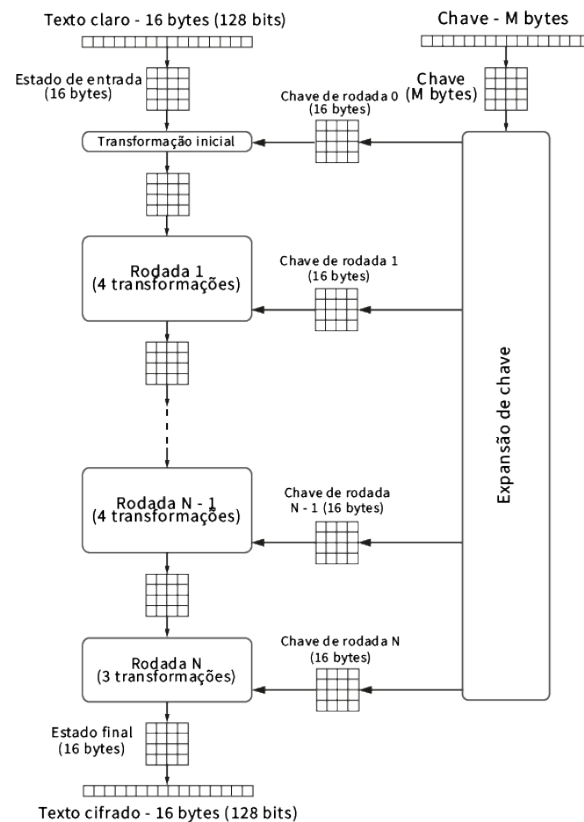 Texto claro - 16 bytes (128 bits)
Chave - M bytes
Estado de entrada
(16 bytes)
Chave
(M bytes)
Chave de rodada 0
(16 bytes)
Transformação inicial
Rodada 1
(4 transformações)
Chave de rodada 1
(16 bytes)
Expansão de chave
Rodada N - 1
(4 transformações)
Chave de rodada
N - 1 (16 bytes)
Rodada N
(3 transformações)
Chave de rodada N
(16 bytes)
Estado final
(16 bytes)
Texto cifrado - 16 bytes (128 bits)